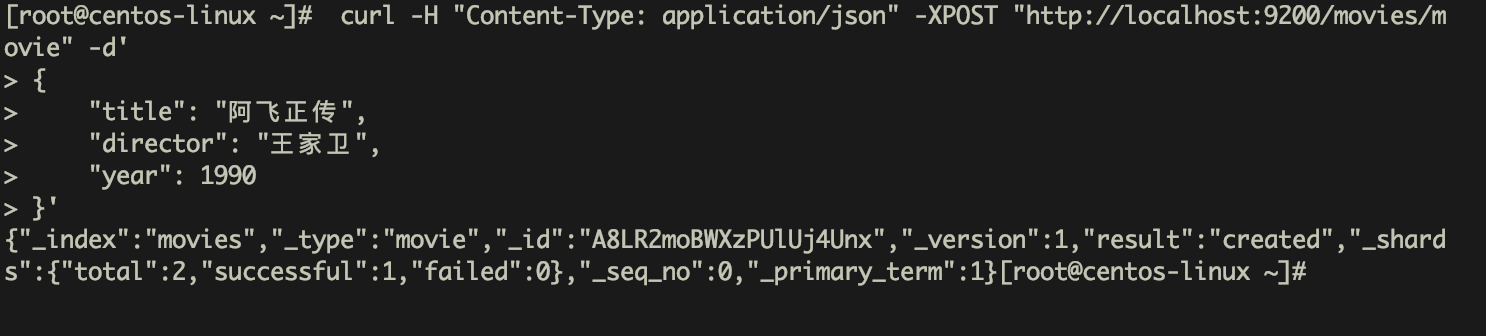 [root@centos-linux ~]#  curl -H "Content-Type: application/json" -XPOST "http://localhost:9200/movies/m
ovie" -d'
> {
>     "title": "阿飞正传",
>     "director": "王家卫",
>     "year": 1990
> }'
{"_index":"movies","_type":"movie","_id":"A8LR2moBWXzPUlUj4Unx","_version":1,"result":"created","_shard
s":{"total":2,"successful":1,"failed":0},"_seq_no":0,"_primary_term":1}[root@centos-linux ~]#